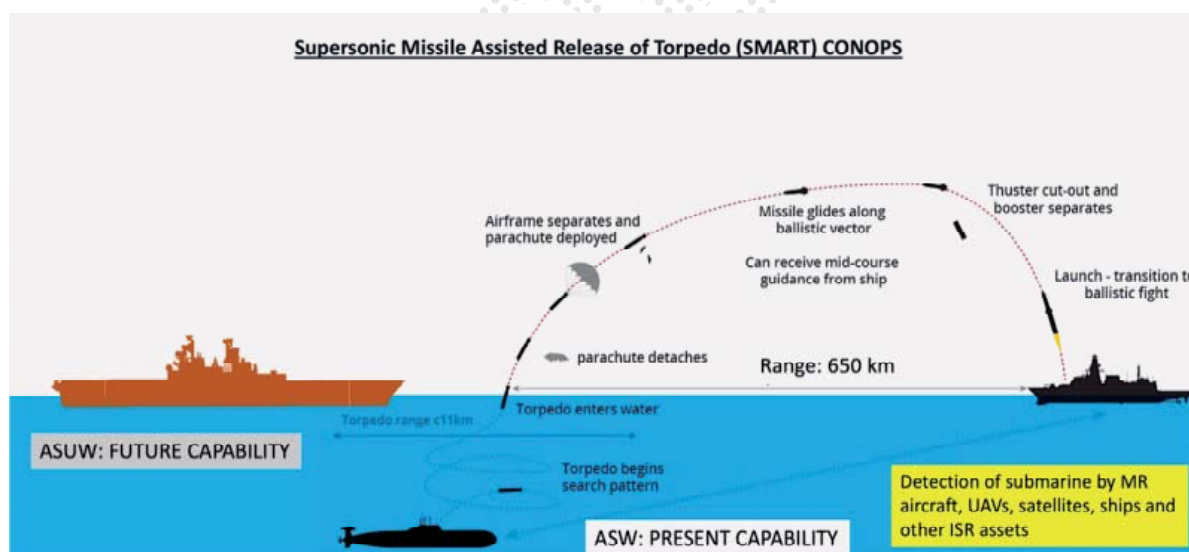 Supersonic Missile Assisted Release of Torpedo (SMART) CONOPS
Thuster cut-out and
booster separates
Missile glides along
ballistic vector
Airframe separates and
parachute deployed
Can receive mid-course
guidance from ship
Launch - transition to
ballistic fight
parachute detaches
Range: 650 km
Torpedo enters water
Torpedo range c11km
ASUW: FUTURE CAPABILITY
Torpedo begins
search pattern
Detection of submarine by MR
aircraft, UAVs, satellites, ships and
other ISR assets
ASW: PRESENT CAPABILITY